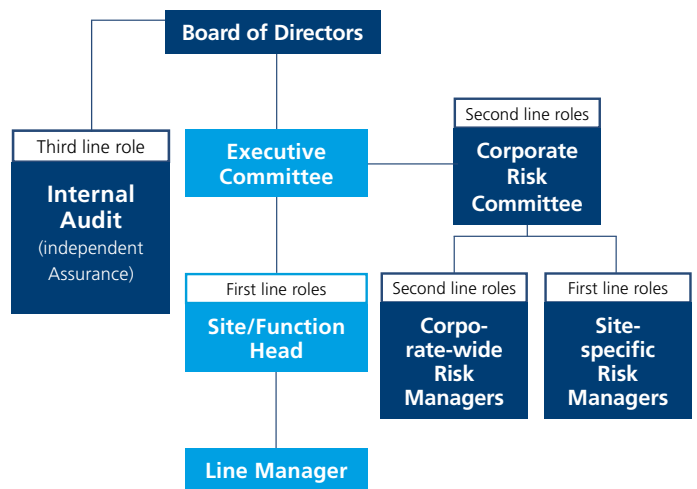 Board of Directors
Third line role
Internal
Audit
(independent
Assurance)
Executive
Committee
Second line roles
Corporate
Risk
Committee
First line roles
Site/Function
Head
Second line roles
Corpo-
rate-wide
Risk
Managers
First line roles
Site-
specific
Risk
Managers
Line Manager